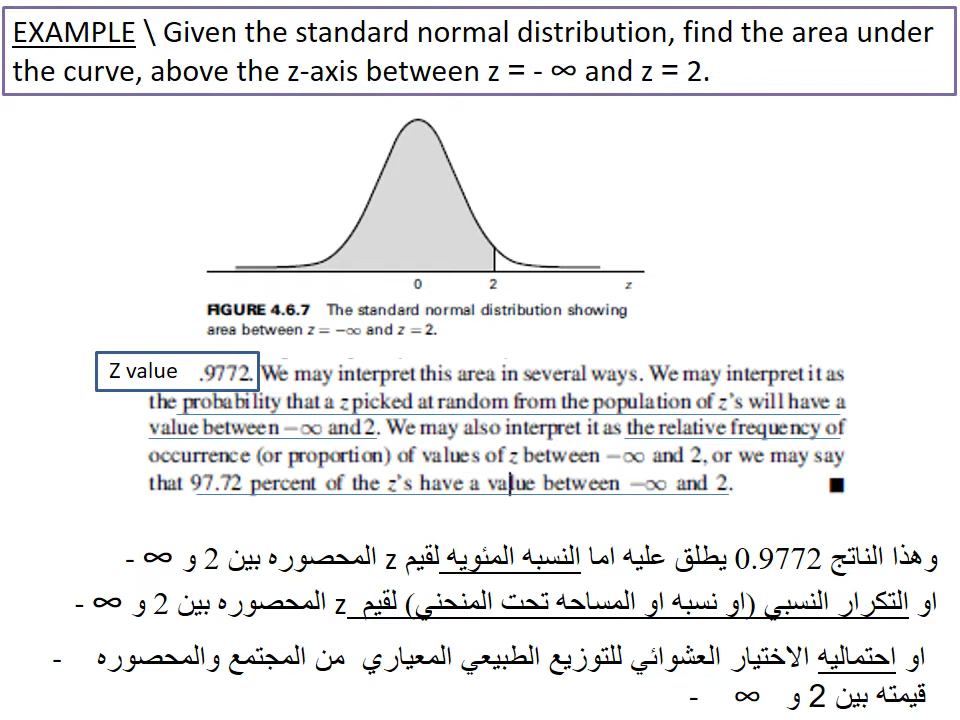 EXAMPLE \ Given the standard normal distribution, find the area under
the curve, above the z-axis between z = - ∞ and z = 2.
0 2 z
FIGURE 4.6.7 The standard normal distribution showing
area between z = −∞ and z = 2.
Z value .9772. We may interpret this area in several ways. We may interpret it as
the probability that a z picked at random from the population of z's will have a
value between −∞ and 2. We may also interpret it as the relative frequency of
occurrence (or proportion) of values of z between −∞ and 2, or we may say
that 97.72 percent of the z's have a value between −∞ and 2. ■
وهذا الناتج 0.9772 يطلق عليه اما النسبه المئويه لقيم z المحصوره بين 2 و ∞ -
او التكرار النسبي (او نسبه او المساحه تحت المنحني) لقيم z المحصوره بين 2 و ∞ -
او احتماليه الاختيار العشوائي للتوزيع الطبيعي المعياري من المجتمع والمحصوره -
قيمته بين 2 و ∞ -